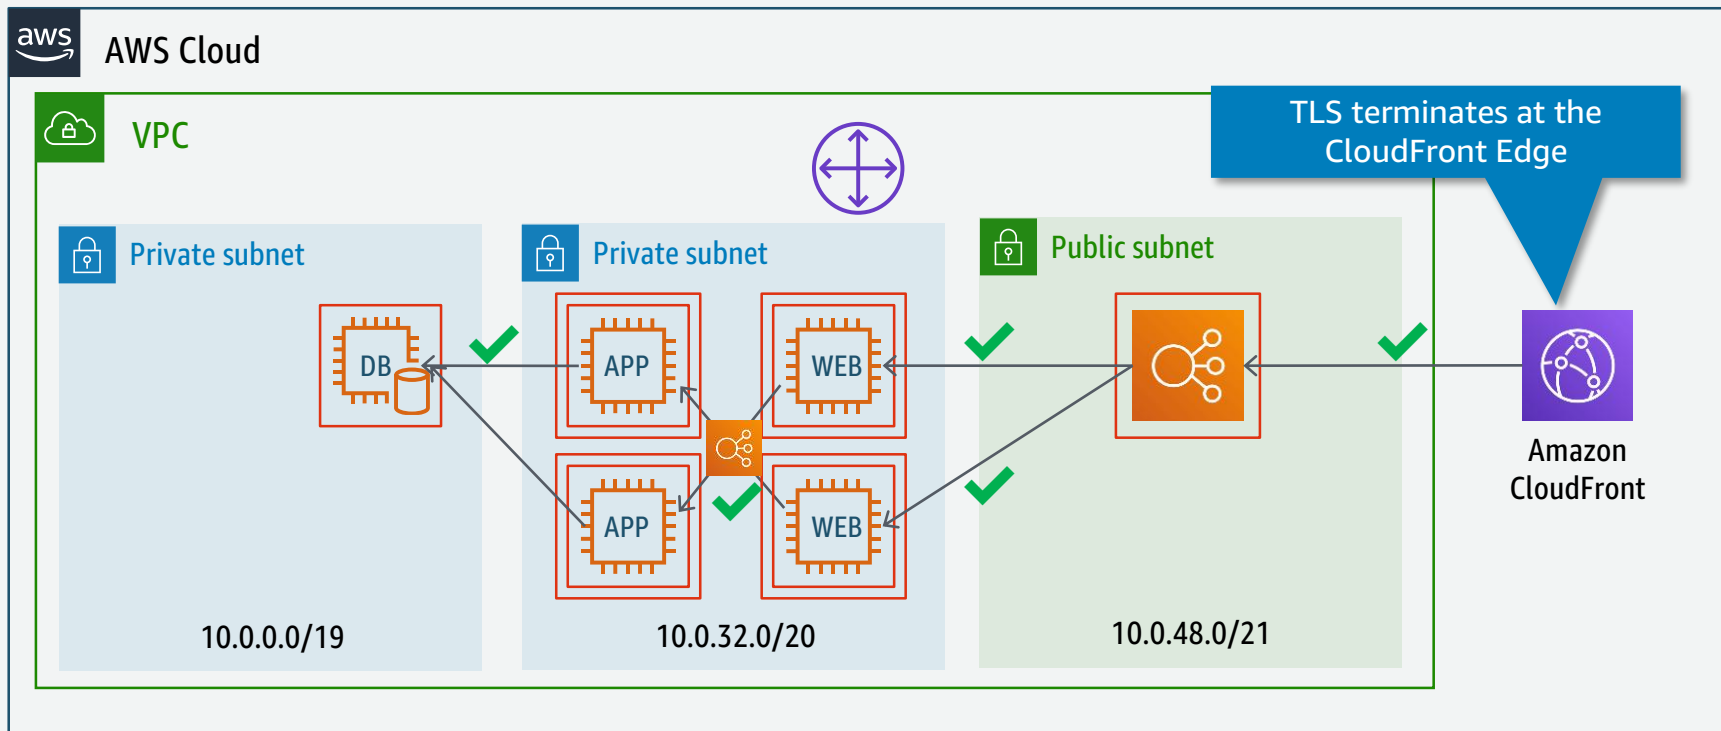 aws
AWS Cloud
VPC
TLS terminates at the
CloudFront Edge
Private subnet
Private subnet
Public subnet
DB
APP
WEB
APP
WEB
Amazon
CloudFront
10.0.0.0/19
10.0.32.0/20
10.0.48.0/21